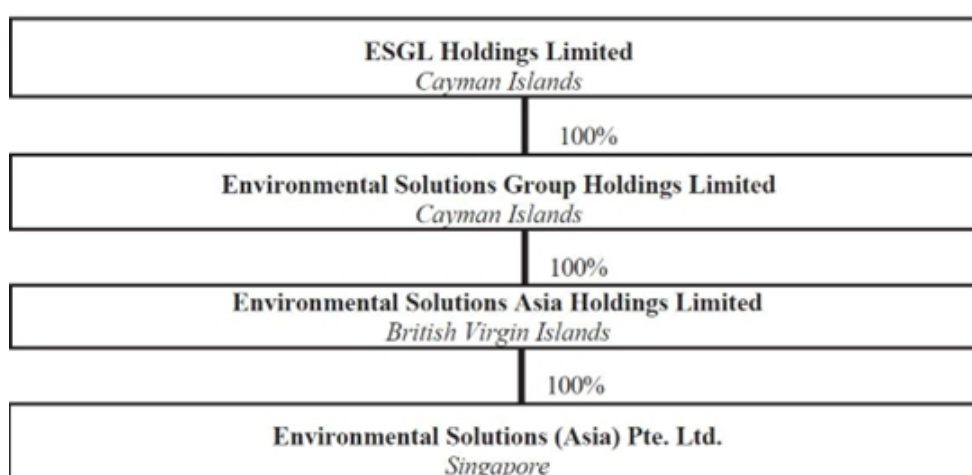 ESGL Holdings Limited
Cayman Islands
100%
Environmental Solutions Group Holdings Limited
Cayman Islands
100%
Environmental Solutions Asia Holdings Limited
British Virgin Islands
100%
Environmental Solutions (Asia) Pte. Ltd.
Singapore